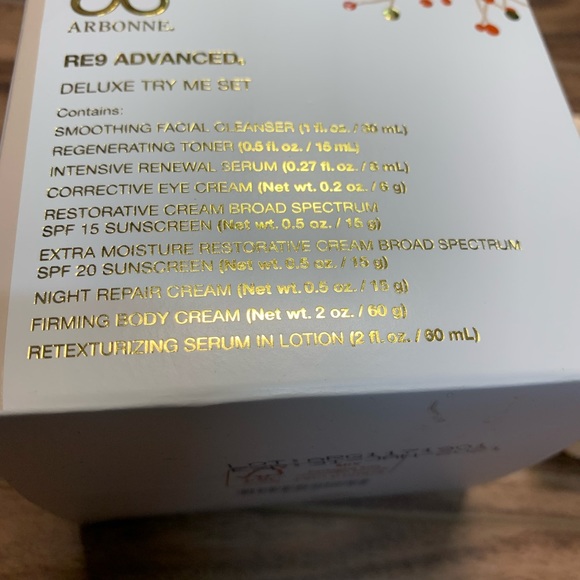 ARBONNE
RE9 ADVANCED®
DELUXE TRY ME SET
Contains:
SMOOTHING FACIAL CLEANSER (1 fl. oz. / 30 mL)
REGENERATING TONER (0.5 fl. oz. / 15 mL)
INTENSIVE RENEWAL SERUM (0.27 fl. oz. / 8 mL)
CORRECTIVE EYE CREAM (Net wt. 0.2 oz. / 6 g)
RESTORATIVE CREAM BROAD SPECTRUM
SPF 15 SUNSCREEN (Net wt. 0.5 oz. / 15 g)
EXTRA MOISTURE RESTORATIVE CREAM BROAD SPECTRUM
SPF 20 SUNSCREEN (Net wt. 0.5 oz. / 15 g)
NIGHT REPAIR CREAM (Net wt. 0.5 oz. / 15 g)
FIRMING BODY CREAM (Net wt. 2 oz. / 60 g)
RETEXTURIZING SERUM IN LOTION (2 fl. oz. / 60 mL)